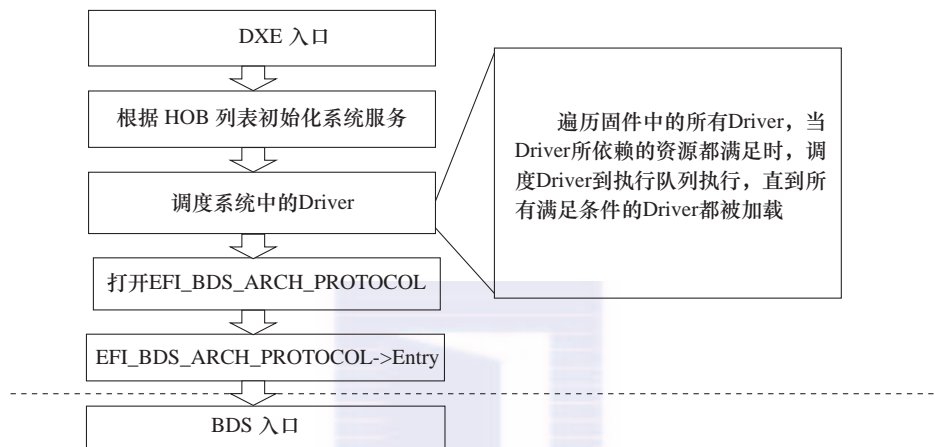 DXE 入口
根据 HOB 列表初始化系统服务
调度系统中的Driver
遍历固件中的所有Driver，当
Driver所依赖的资源都满足时，调
度Driver到执行队列执行，直到所
有满足条件的Driver都被加载
打开EFI_BDS_ARCH_PROTOCOL
EFI_BDS_ARCH_PROTOCOL->Entry
BDS 入口